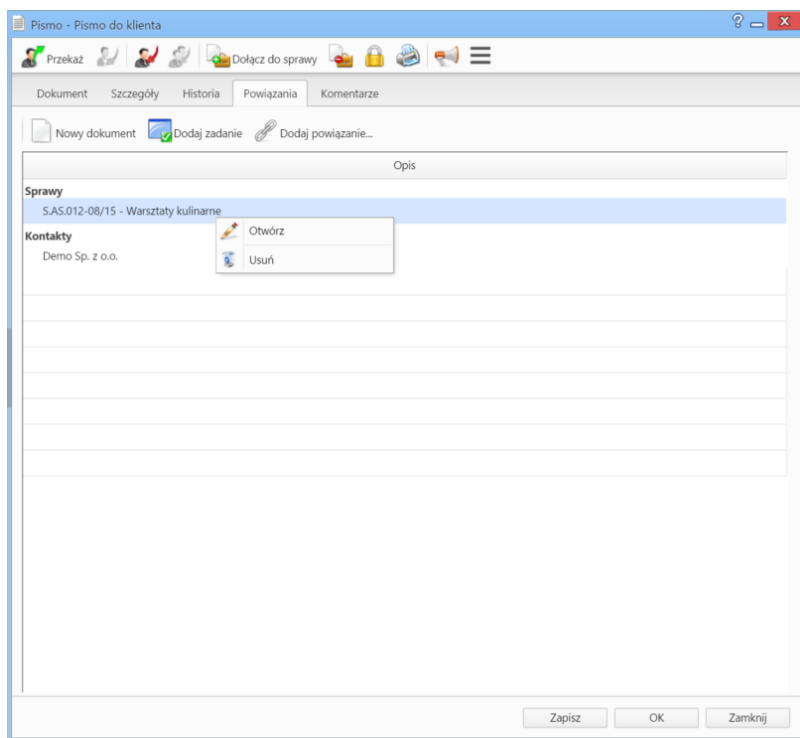 Pismo - Pismo do klienta
Przekaż Dołącz do sprawy
Dokument Szczegóły Historia Powiązania Komentarze
Nowy dokument Dodaj zadanie Dodaj powiązanie...
Opis
Sprawy
S.AS.012-08/15 - Warsztaty kulinarne
Otwórz
Kontakty
Demo Sp. z o.o.
Usuń
Zapisz OK Zamknij